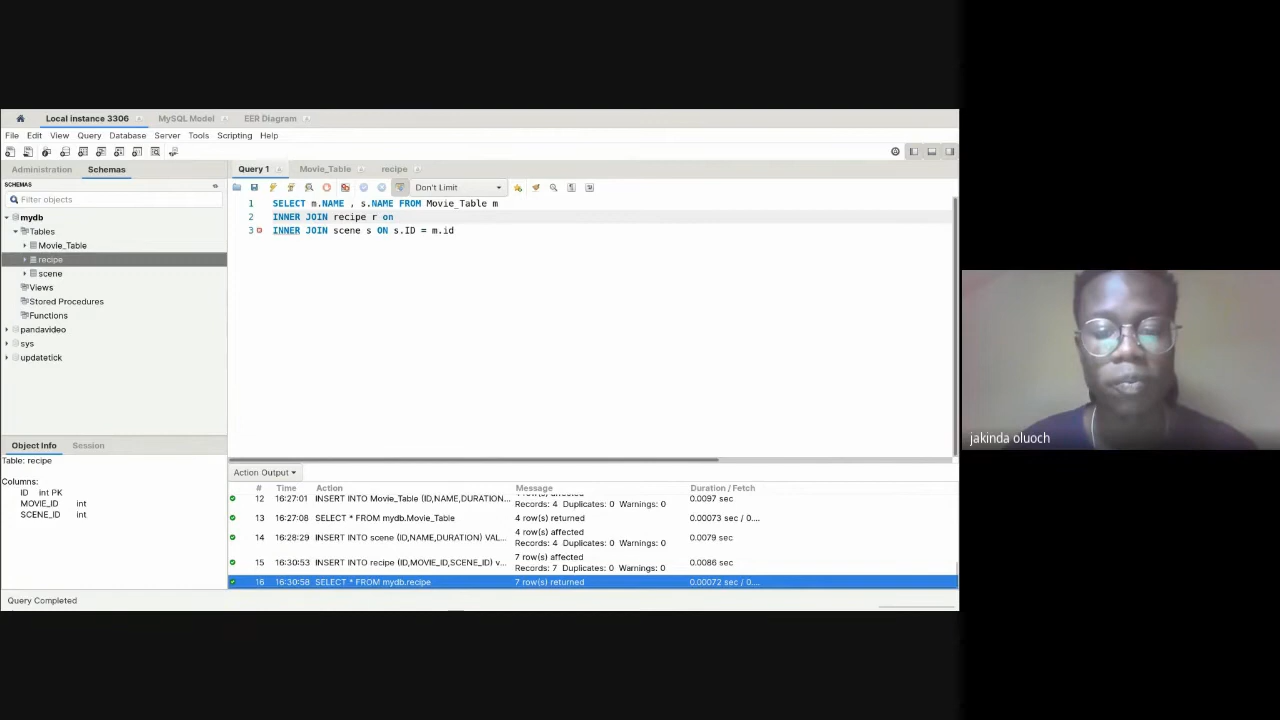 Local instance 3306 MySQL Model EER Diagram
File Edit View Query Database Server Tools Scripting Help
Administration Schemas
SCHEMAS
Filter objects
mydb
Tables
Movie_Table
recipe
scene
Views
Stored Procedures
Functions
pandavideo
sys
updatetick
Object Info Session
Table: recipe
Columns:
ID int PK
MOVIE_ID int
SCENE_ID int
Query 1 Movie_Table recipe
Don't Limit
1 SELECT m.NAME , s.NAME FROM Movie_Table m
2 INNER JOIN recipe r on
3 INNER JOIN scene s ON s.ID = m.id
Action Output
# Time Action Message Duration / Fetch
12 16:27:01 INSERT INTO Movie_Table (ID,NAME,DURATION... Records: 4 Duplicates: 0 Warnings: 0 0.0097 sec
13 16:27:08 SELECT * FROM mydb.Movie_Table 4 row(s) returned 0.00073 sec / 0....
14 16:28:29 INSERT INTO scene (ID,NAME,DURATION) VAL... 4 row(s) affected 0.0079 sec
Records: 4 Duplicates: 0 Warnings: 0
15 16:30:53 INSERT INTO recipe (ID,MOVIE_ID,SCENE_ID) v... 7 row(s) affected 0.0086 sec
Records: 7 Duplicates: 0 Warnings: 0
16 16:30:58 SELECT * FROM mydb.recipe 7 row(s) returned 0.00072 sec / 0....
Query Completed
jakinda oluoch